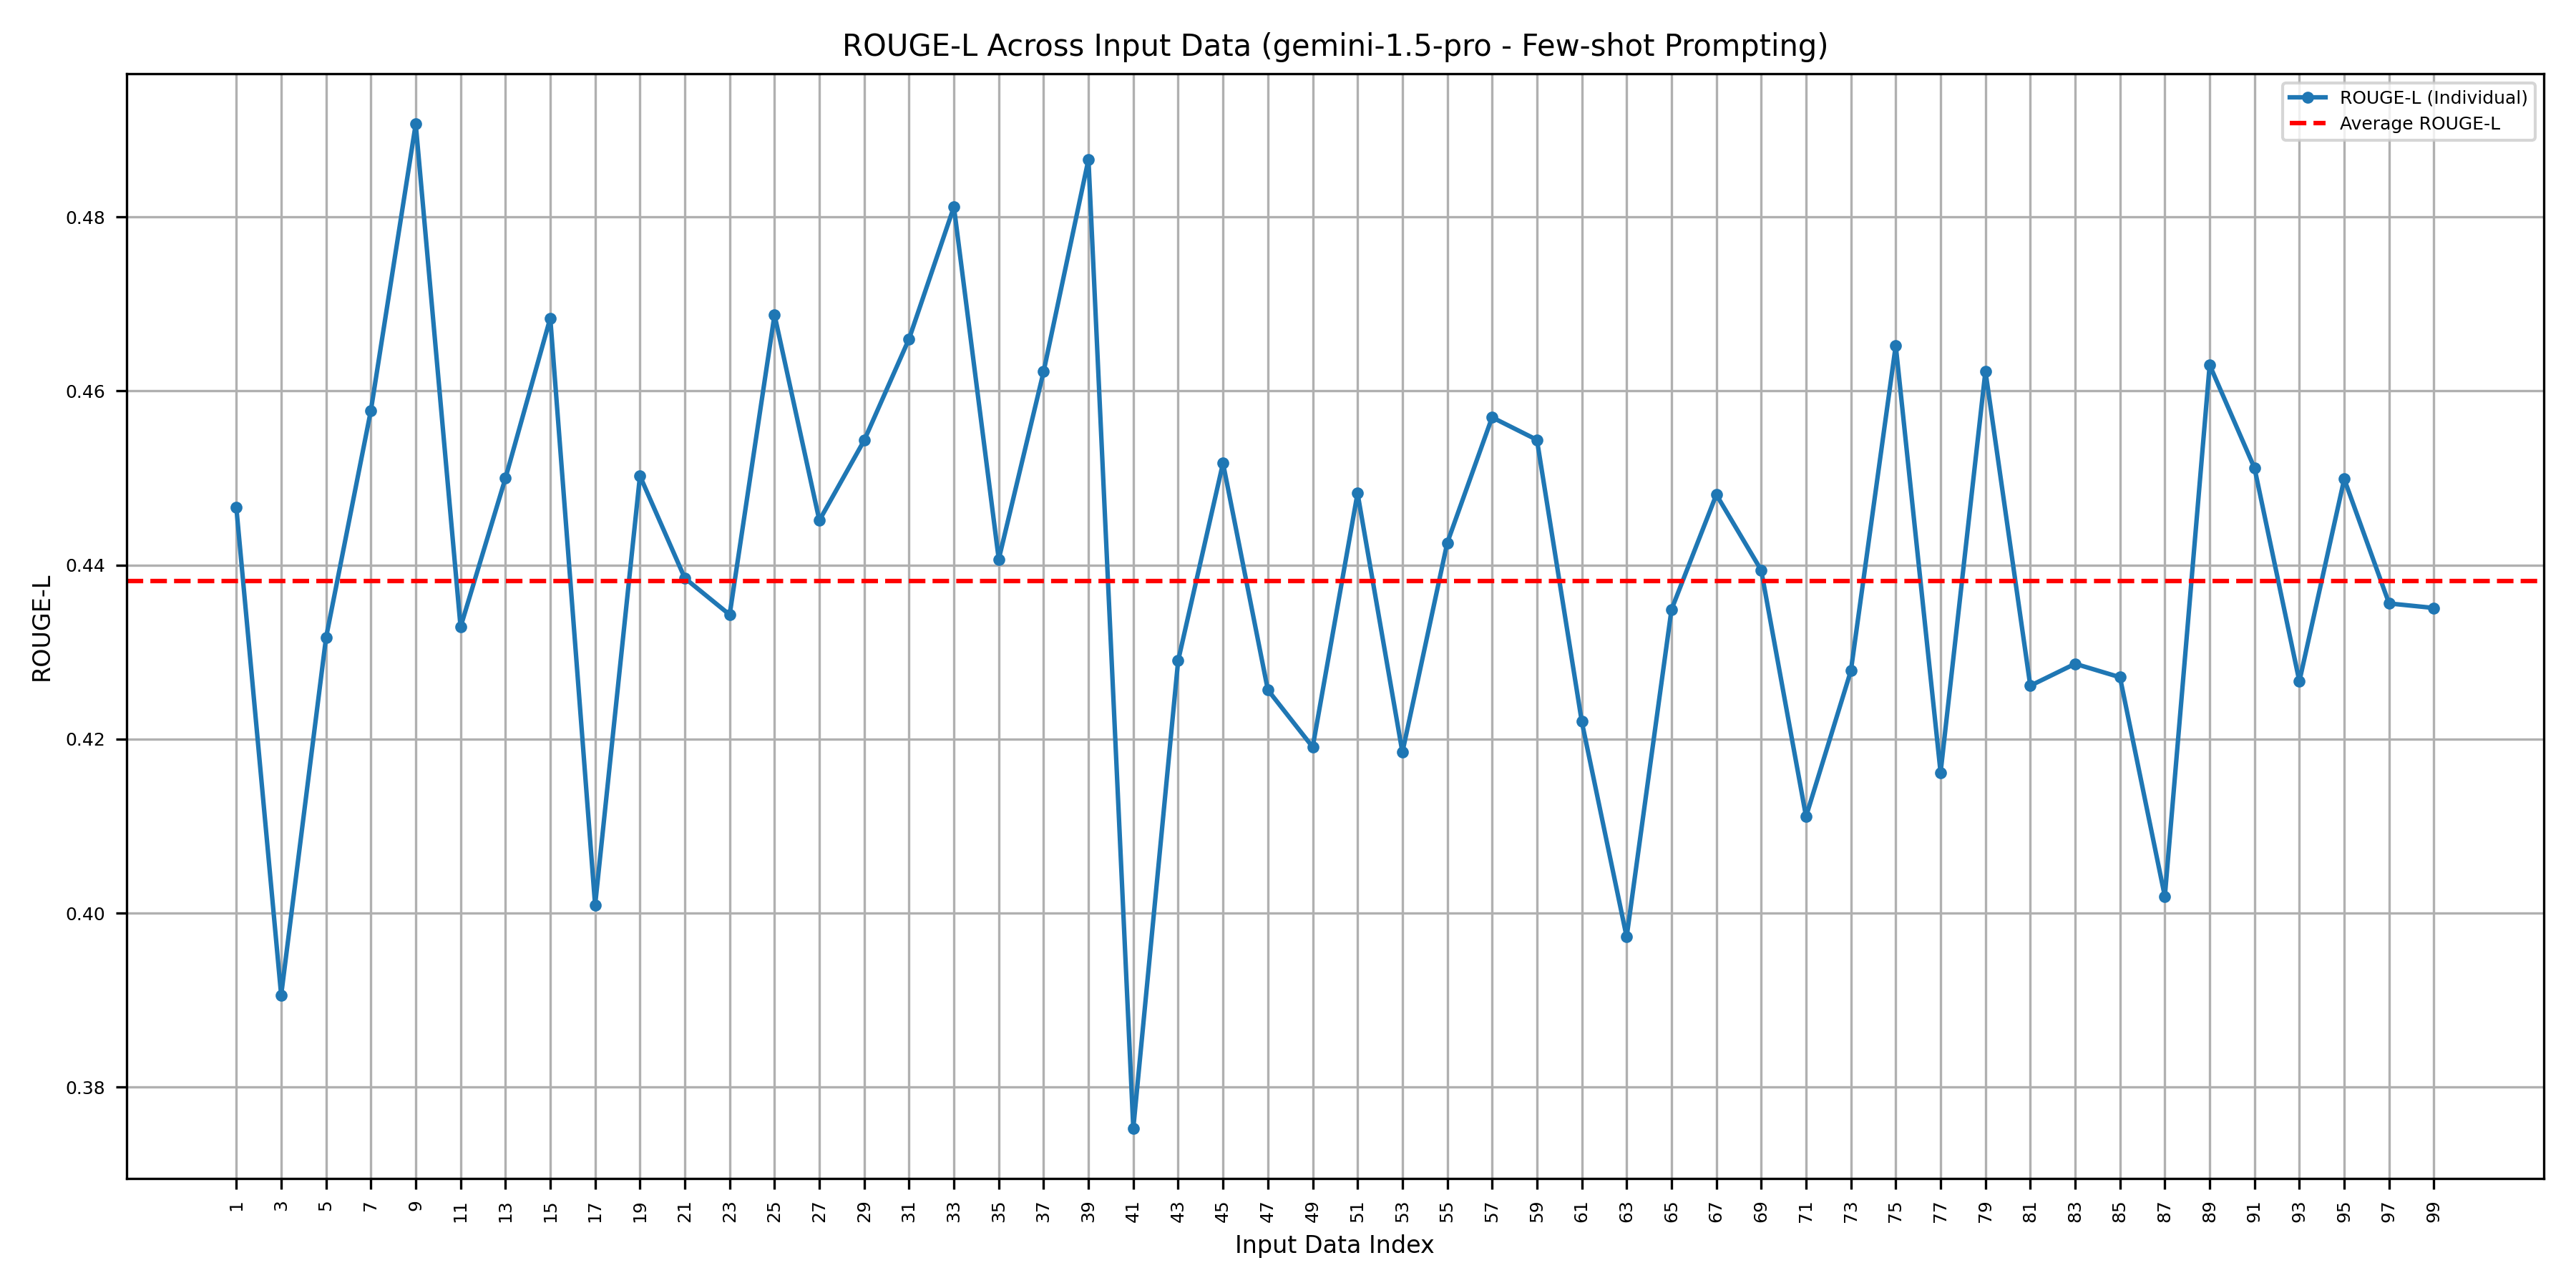 ROUGE-L Across Input Data (gemini-1.5-pro - Few-shot Prompting)
ROUGE-L (Individual)
Average ROUGE-L
ROUGE-L
0.48
0.46
0.44
0.42
0.40
0.38
1 3 5 7 9 11 13 15 17 19 21 23 25 27 29 31 33 35 37 39 41 43 45 47 49 51 53 55 57 59 61 63 65 67 69 71 73 75 77 79 81 83 85 87 89 91 93 95 97 99
Input Data Index